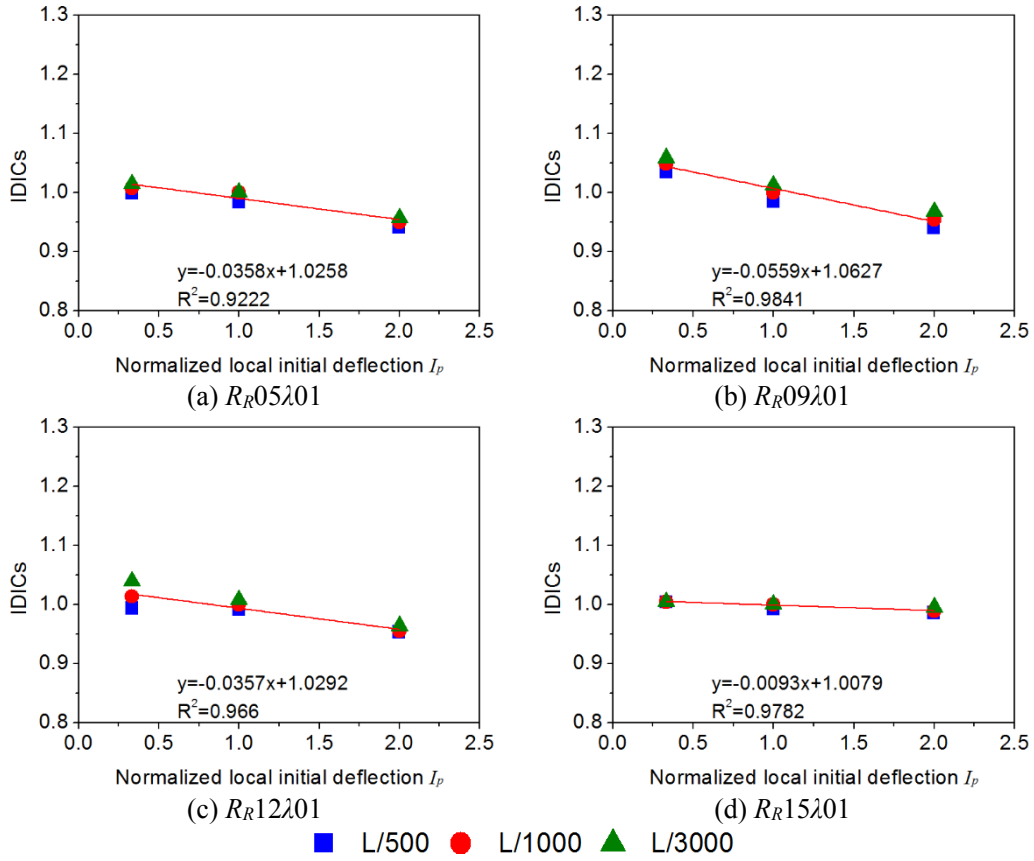 1.3
1.2
1.1
1.0
0.9
0.8
IDICs
y=-0.0358x+1.0258
R²=0.9222
0.0 0.5 1.0 1.5 2.0 2.5
Normalized local initial deflection Iₚ
(a) R_R05λ01
1.3
1.2
1.1
1.0
0.9
0.8
IDICs
y=-0.0559x+1.0627
R²=0.9841
0.0 0.5 1.0 1.5 2.0 2.5
Normalized local initial deflection Iₚ
(b) R_R09λ01
1.3
1.2
1.1
1.0
0.9
0.8
IDICs
y=-0.0357x+1.0292
R²=0.966
0.0 0.5 1.0 1.5 2.0 2.5
Normalized local initial deflection Iₚ
(c) R_R12λ01
1.3
1.2
1.1
1.0
0.9
0.8
IDICs
y=-0.0093x+1.0079
R²=0.9782
0.0 0.5 1.0 1.5 2.0 2.5
Normalized local initial deflection Iₚ
(d) R_R15λ01
L/500 L/1000 L/3000